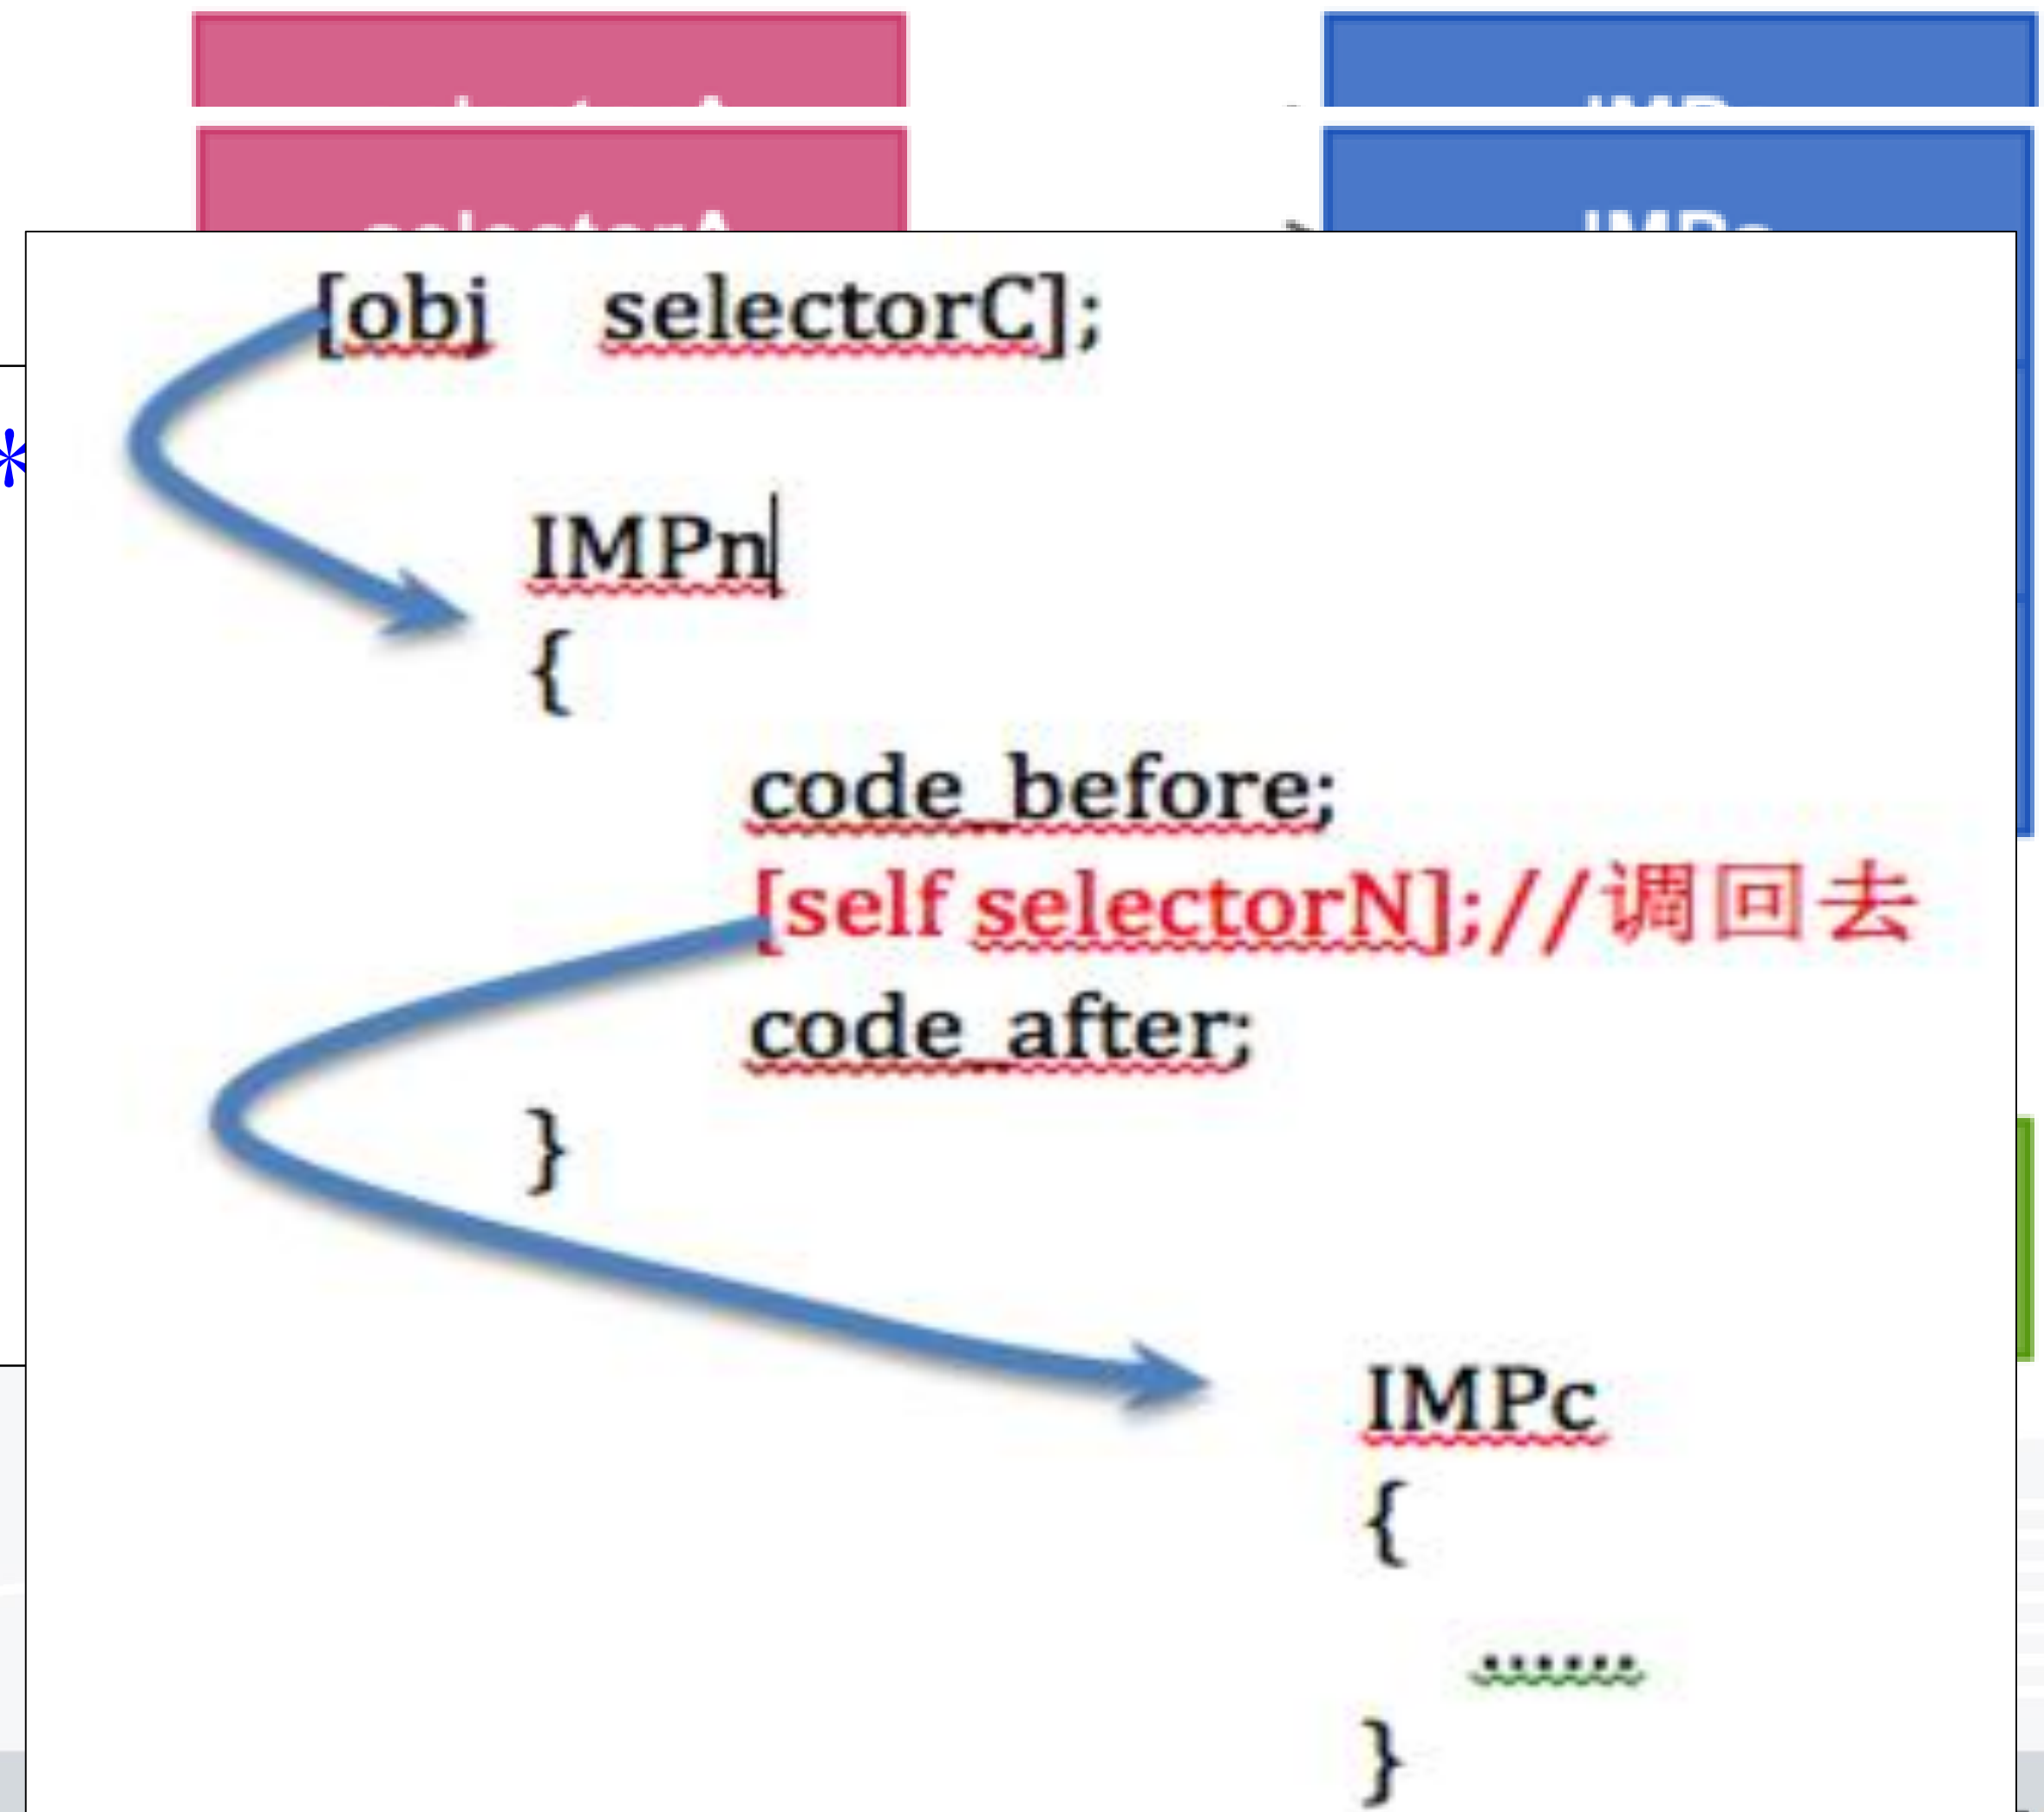 [obj selectorC];
*
IMPn
{
code_before;
[self selectorN];//调回去
code_after;
}
IMPc
{
......
}